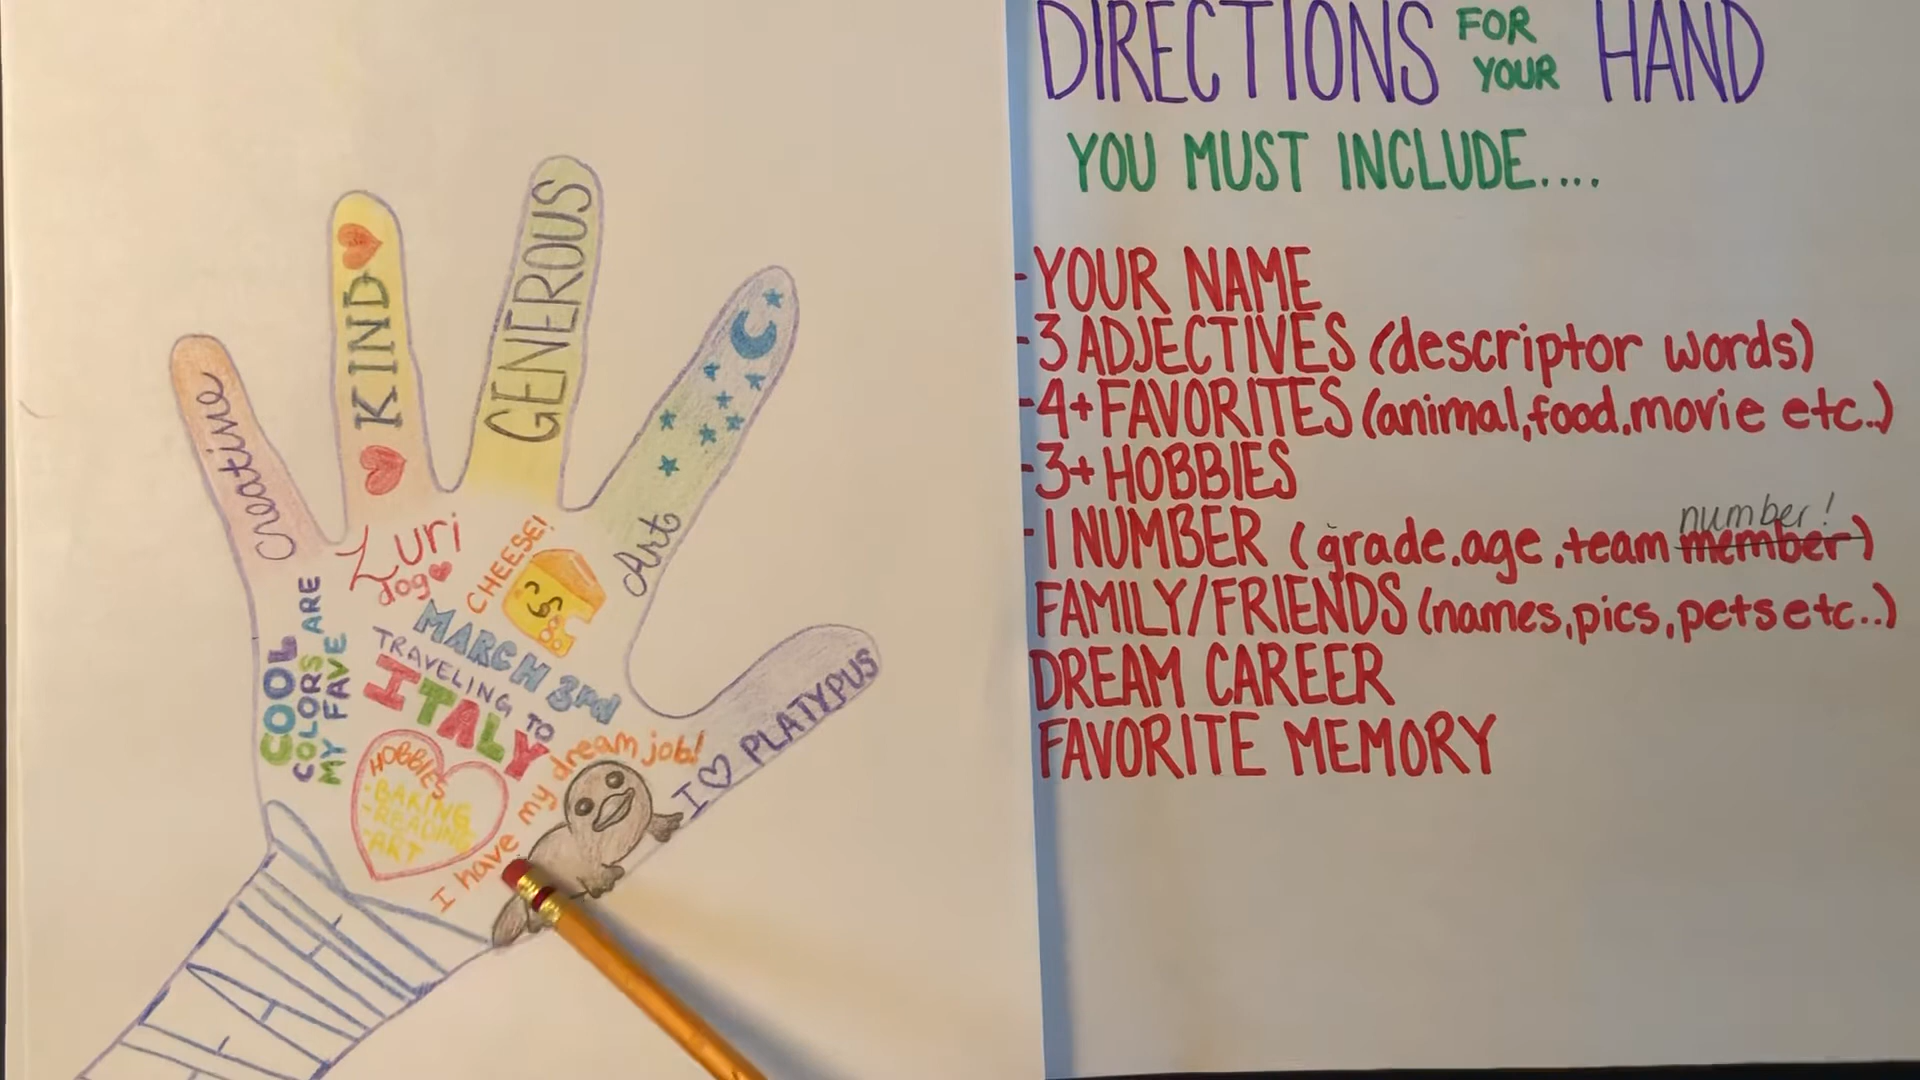 Creative
KIND
GENEROUS
Art
I ♡ PLATYPUS
Luri
dog
CHEESE!
MARCH 3rd
TRAVELING TO
ITALY
COOL
COLORS ARE
MY FAVE
HOBBIES
-BAKING
-READING
-ART
I have my dream job!
DIRECTIONS FOR YOUR HAND
YOU MUST INCLUDE....
-YOUR NAME
-3 ADJECTIVES (descriptor words)
-4+ FAVORITES (animal, food, movie etc..)
-3+ HOBBIES
-1 NUMBER (grade, age, team member) number!
FAMILY/FRIENDS (names, pics, pets etc..)
DREAM CAREER
FAVORITE MEMORY